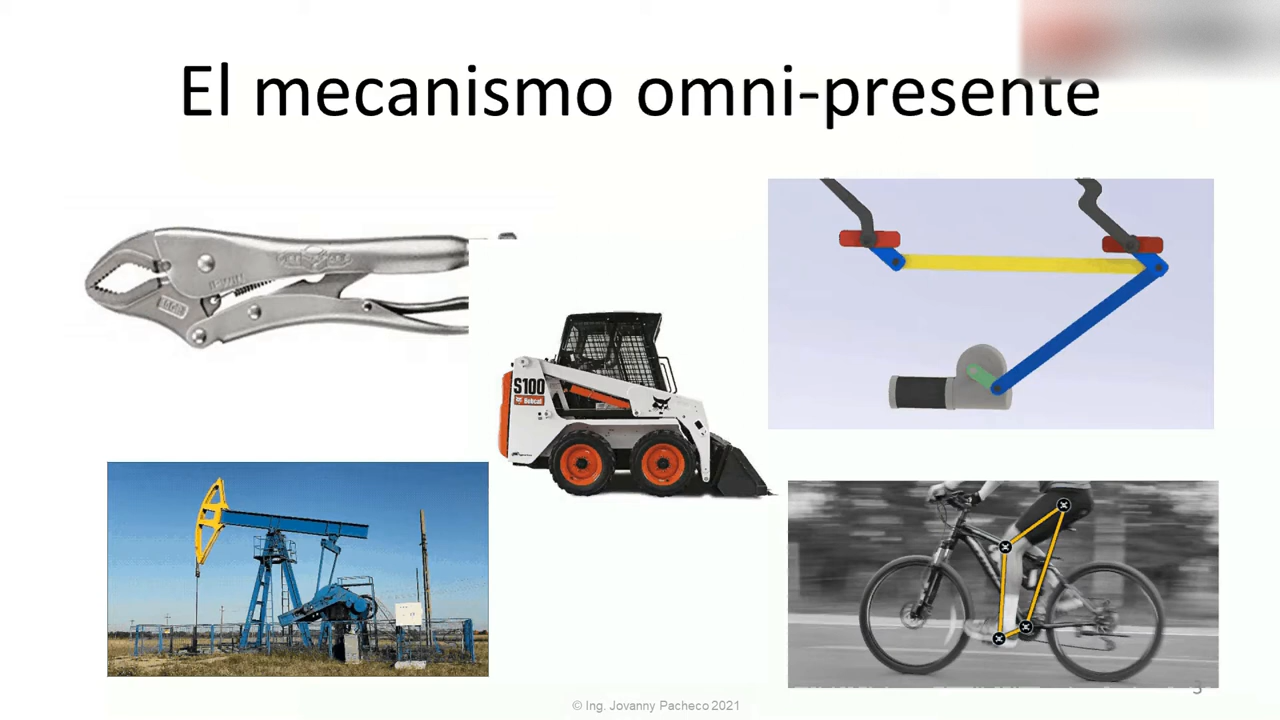 El mecanismo omni-presente
S100
Bobcat
© Ing. Jovanny Pacheco 2021
3